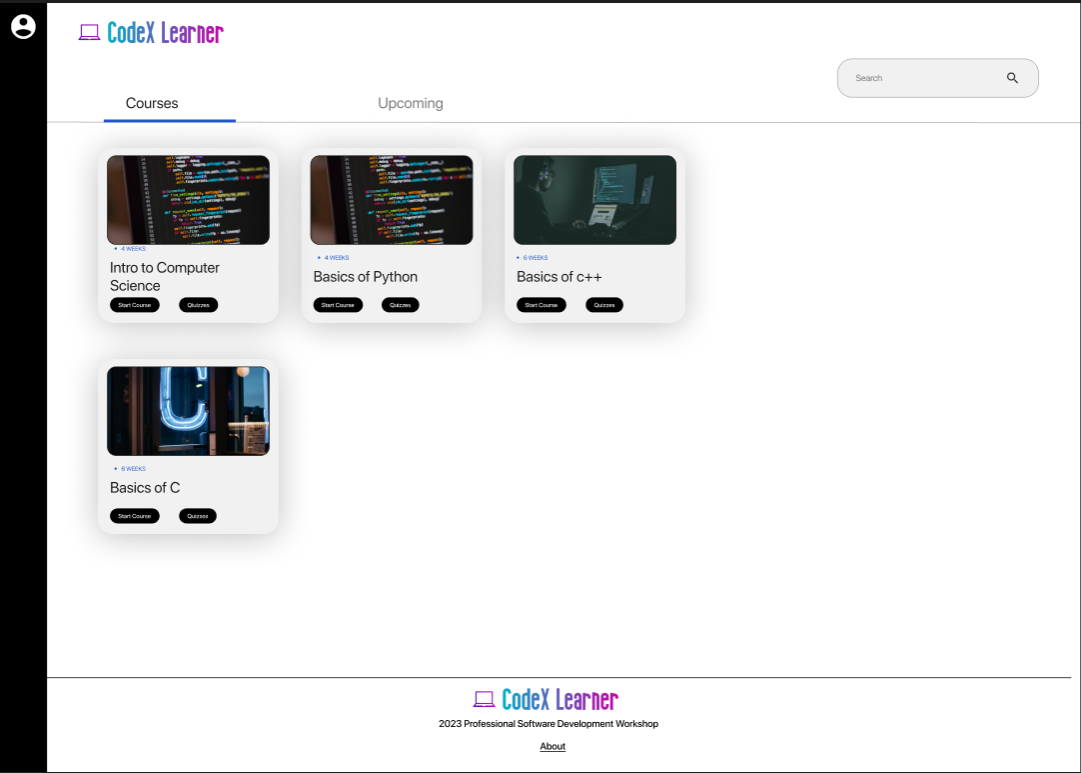 CodeX Learner
Search
Courses
Upcoming
4 WEEKS
Intro to Computer
Science
Start Course
Quizzes
4 WEEKS
Basics of Python
Start Course
Quizzes
6 WEEKS
Basics of c++
Start Course
Quizzes
6 WEEKS
Basics of C
Start Course
Quizzes
CodeX Learner
2023 Professional Software Development Workshop
About